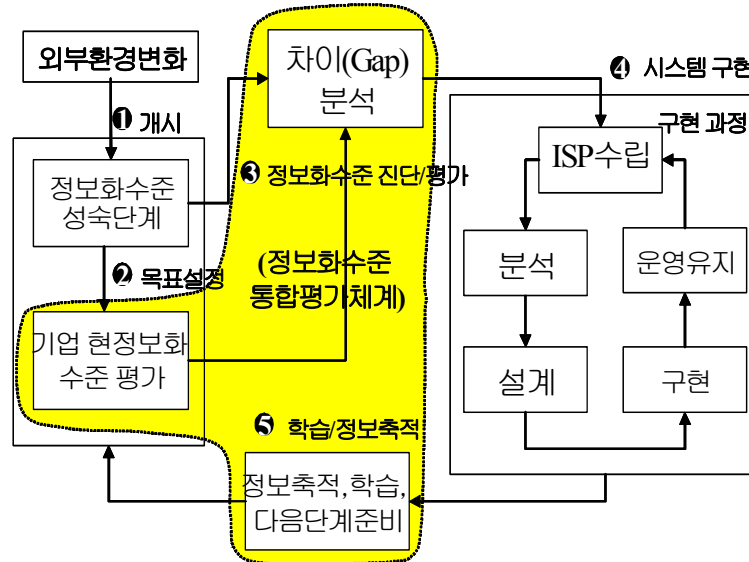 외부환경변화
❶ 개시
정보화수준
성숙단계
❷ 목표설정
기업 현정보화
수준 평가
차이(Gap)
분석
❸ 정보화수준 진단/평가
(정보화수준
통합평가체계)
❹ 시스템 구현
구현 과정
ISP수립
분석
설계
구현
운영유지
❺ 학습/정보축적
정보축적,학습,
다음단계준비